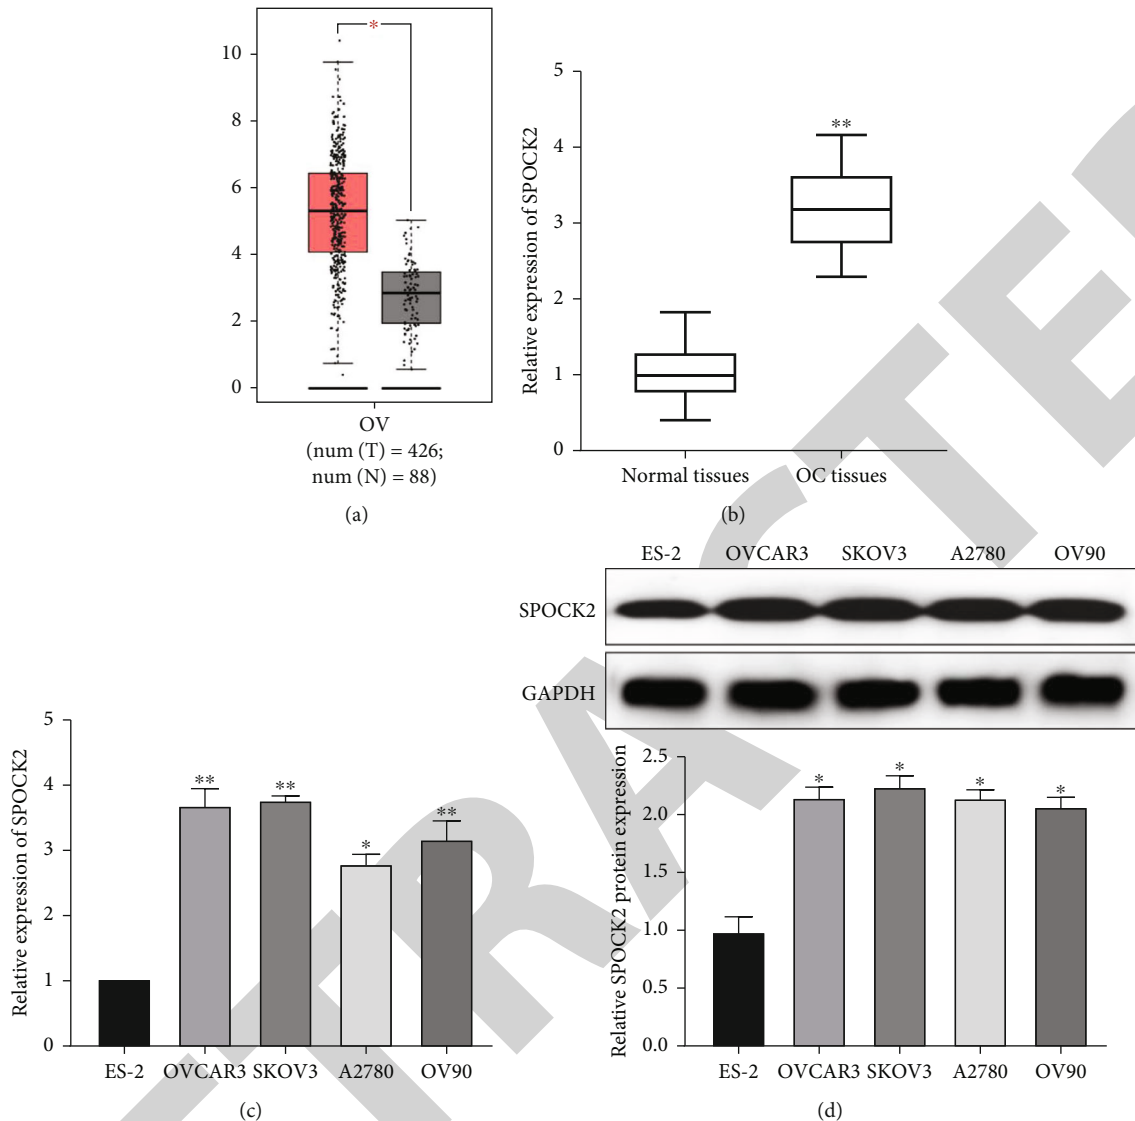 *
10
8
6
4
2
0
OV
(num (T) = 426;
num (N) = 88)
(a)
Relative expression of SPOCK2
5
4
3
2
1
0
**
Normal tissues
OC tissues
(b)
Relative expression of SPOCK2
5
4
3
2
1
0
**
**
*
**
ES-2
OVCAR3
SKOV3
A2780
OV90
(c)
ES-2
OVCAR3
SKOV3
A2780
OV90
SPOCK2
GAPDH
Relative SPOCK2 protein expression
2.5
2.0
1.5
1.0
0.5
0.0
*
*
*
*
ES-2
OVCAR3
SKOV3
A2780
OV90
(d)
TRACTED